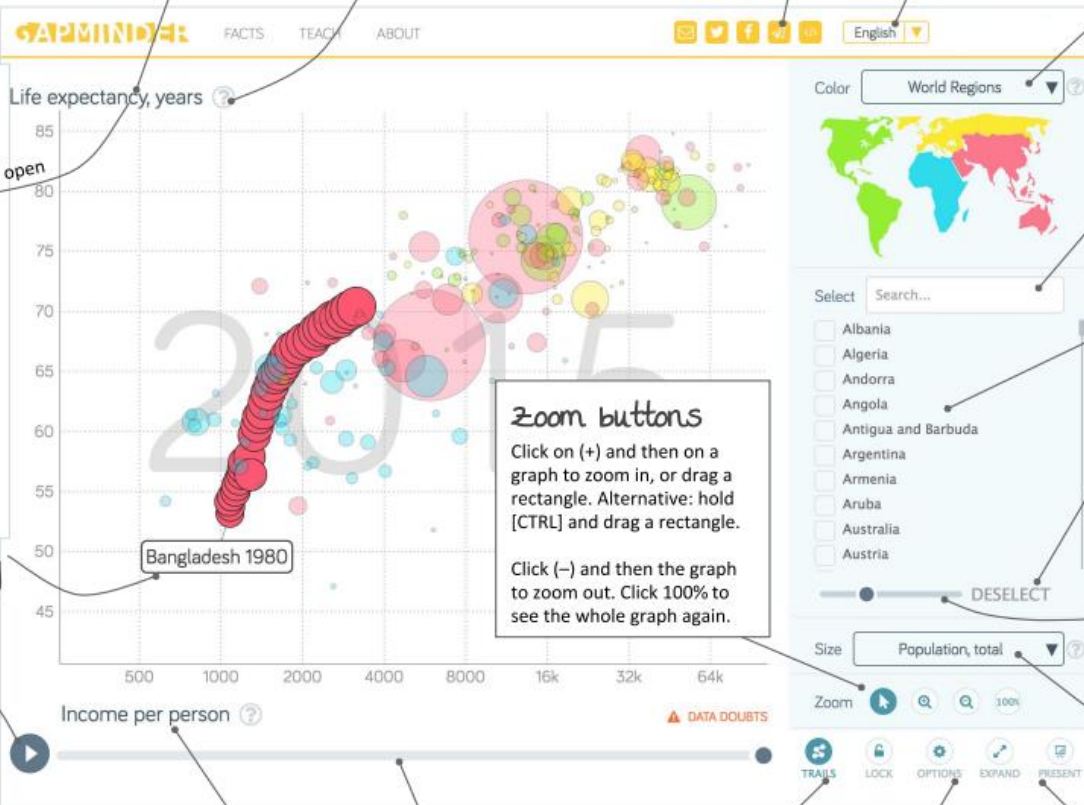 GAPMINDER FACTS TEACH ABOUT English
Life expectancy, years ?
open
85
80
75
70
65
60
55
50
45
2015
Bangladesh 1980
500 1000 2000 4000 8000 16k 32k 64k
Income per person ?
DATA DOUBTS
Zoom buttons
Click on (+) and then on a
graph to zoom in, or drag a
rectangle. Alternative: hold
[CTRL] and drag a rectangle.
Click (–) and then the graph
to zoom out. Click 100% to
see the whole graph again.
Color World Regions ?
Select Search...
Albania
Algeria
Andorra
Angola
Antigua and Barbuda
Argentina
Armenia
Aruba
Australia
Austria
DESELECT
Size Population, total ?
Zoom 100%
TRAILS LOCK OPTIONS EXPAND PRESENT